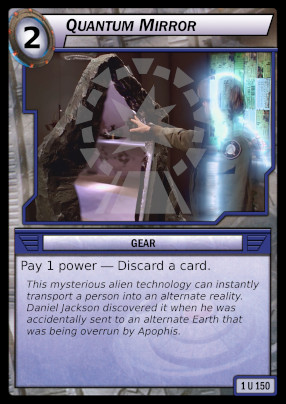 2
QUANTUM MIRROR
GEAR
Pay 1 power — Discard a card.
This mysterious alien technology can instantly
transport a person into an alternate reality.
Daniel Jackson discovered it when he was
accidentally sent to an alternate Earth that
was being overrun by Apophis.
1 U 150